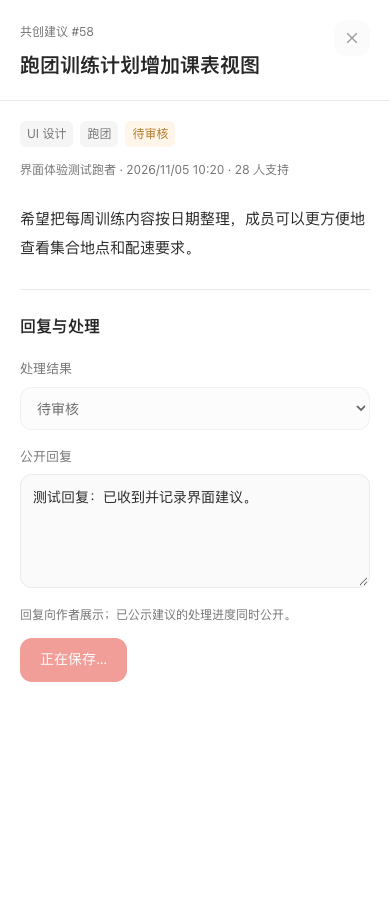 共创建议 #58
跑团训练计划增加课表视图
UI 设计 跑团 待审核
界面体验测试跑者 · 2026/11/05 10:20 · 28 人支持
希望把每周训练内容按日期整理，成员可以更方便地
查看集合地点和配速要求。
回复与处理
处理结果
待审核
公开回复
测试回复：已收到并记录界面建议。
回复向作者展示；已公示建议的处理进度同时公开。
正在保存...